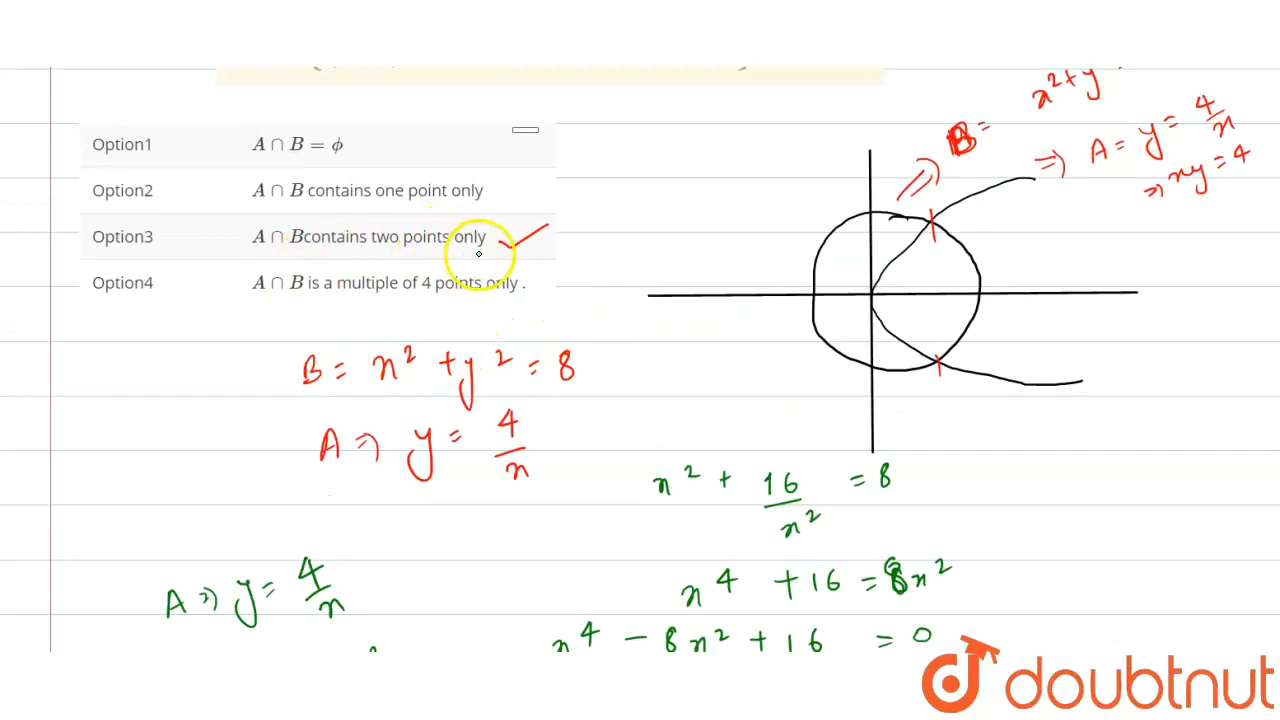 x² + y
B =
⇒ A = y = 4/x
⇒ xy = 4
Option1 A ∩ B = ϕ
Option2 A ∩ B contains one point only
Option3 A ∩ Bcontains two points only
Option4 A ∩ B is a multiple of 4 points only .
B = x² + y² = 8
A ⇒ y = 4/x
x² + 16/x² = 8
x⁴ + 16 = 8x²
A ⇒ y = 4/x
x⁴ - 8x² + 16 = 0
doubtnut